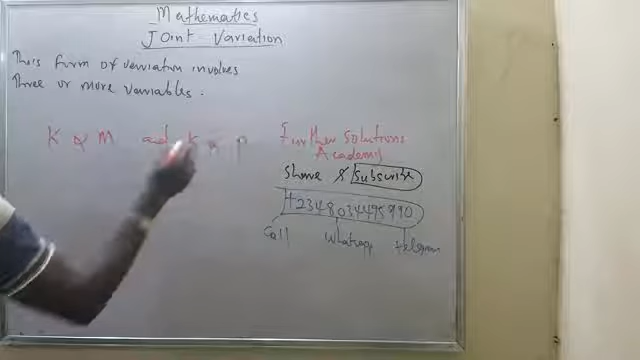 Mathematics
Joint Variation
This form of variation involves
Three or more variables.
K ∝ M and K ∝ P
Further Solutions
Academy
Share & Subscribe
+2348034495990
Call Whatsapp telegram